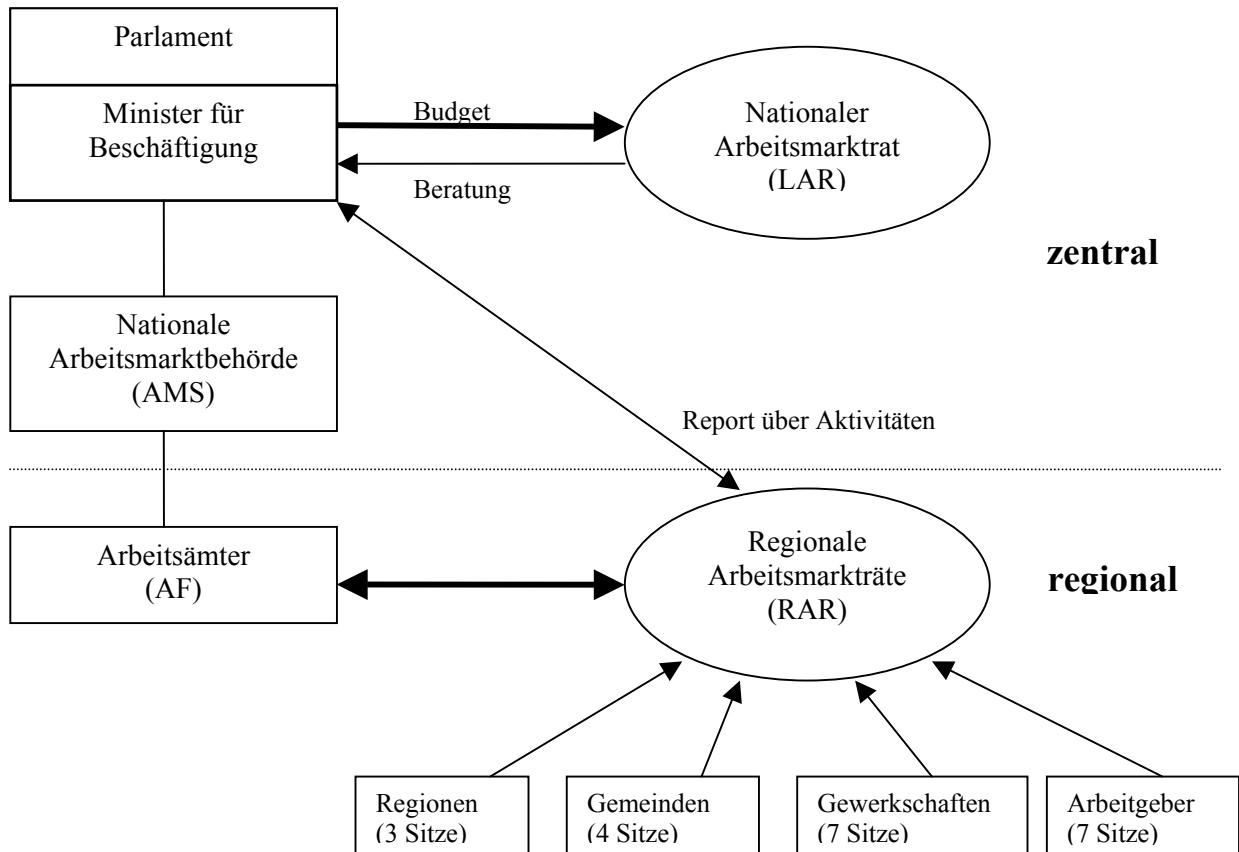 Parlament
Minister für
Beschäftigung
Budget
Beratung
Nationaler
Arbeitsmarktrat
(LAR)
zentral
Nationale
Arbeitsmarktbehörde
(AMS)
Report über Aktivitäten
Arbeitsämter
(AF)
Regionale
Arbeitsmarkträte
(RAR)
regional
Regionen
(3 Sitze)
Gemeinden
(4 Sitze)
Gewerkschaften
(7 Sitze)
Arbeitgeber
(7 Sitze)